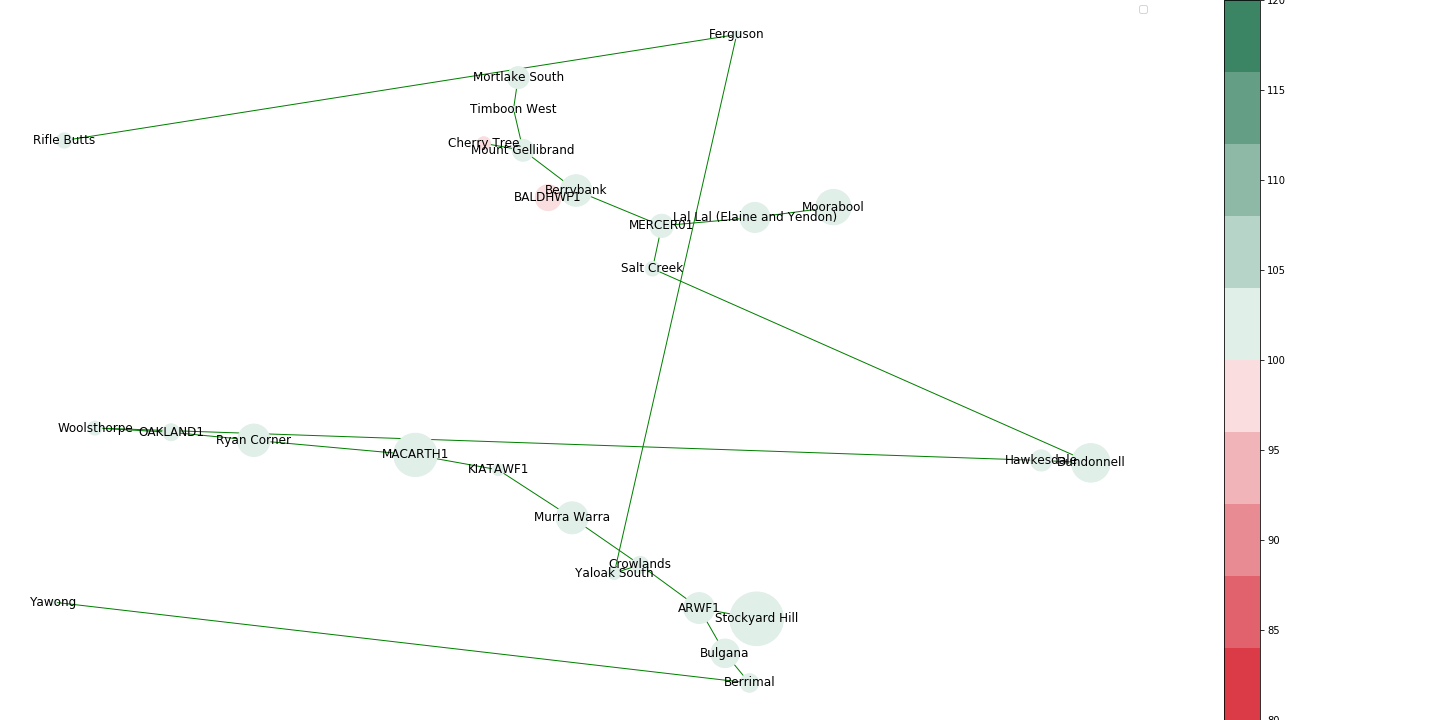 120
Ferguson
Mortlake South
115
Timboon West
Rifle Butts
Cherry Tree
Mount Gellibrand
110
Berrybank
BALDHWP1
Moorabool
Lal Lal (Elaine and Yendon)
MERCER01
Salt Creek
105
100
Woolsthorpe
OAKLAND1
Ryan Corner
95
MACARTH1
Hawkesdale
Dundonnell
KIATAWF1
Murra Warra
90
Crowlands
Yaloak South
Yawong
ARWF1
Stockyard Hill
85
Bulgana
Berrimal
80